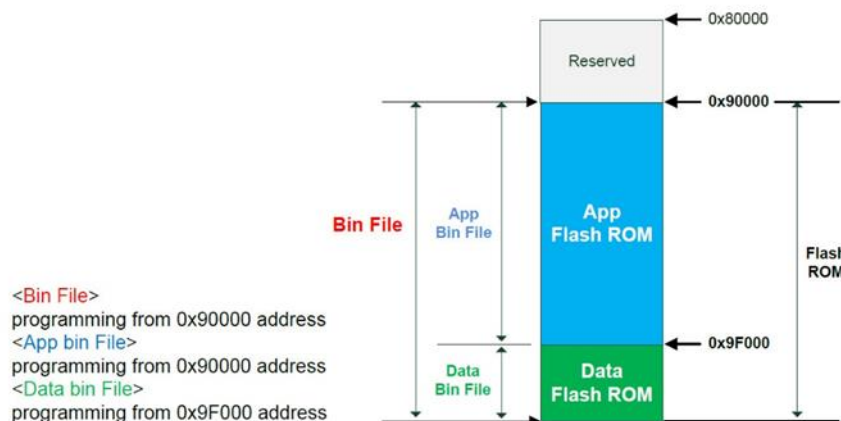 0x80000
Reserved
0x90000
Bin File
App
Bin File
App
Flash ROM
Flash
ROM
<Bin File>
programming from 0x90000 address
<App bin File>
programming from 0x90000 address
<Data bin File>
programming from 0x9F000 address
0x9F000
Data
Bin File
Data
Flash ROM